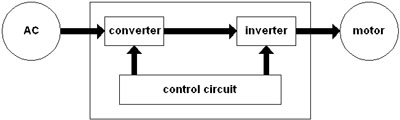 AC
converter
inverter
motor
control circuit